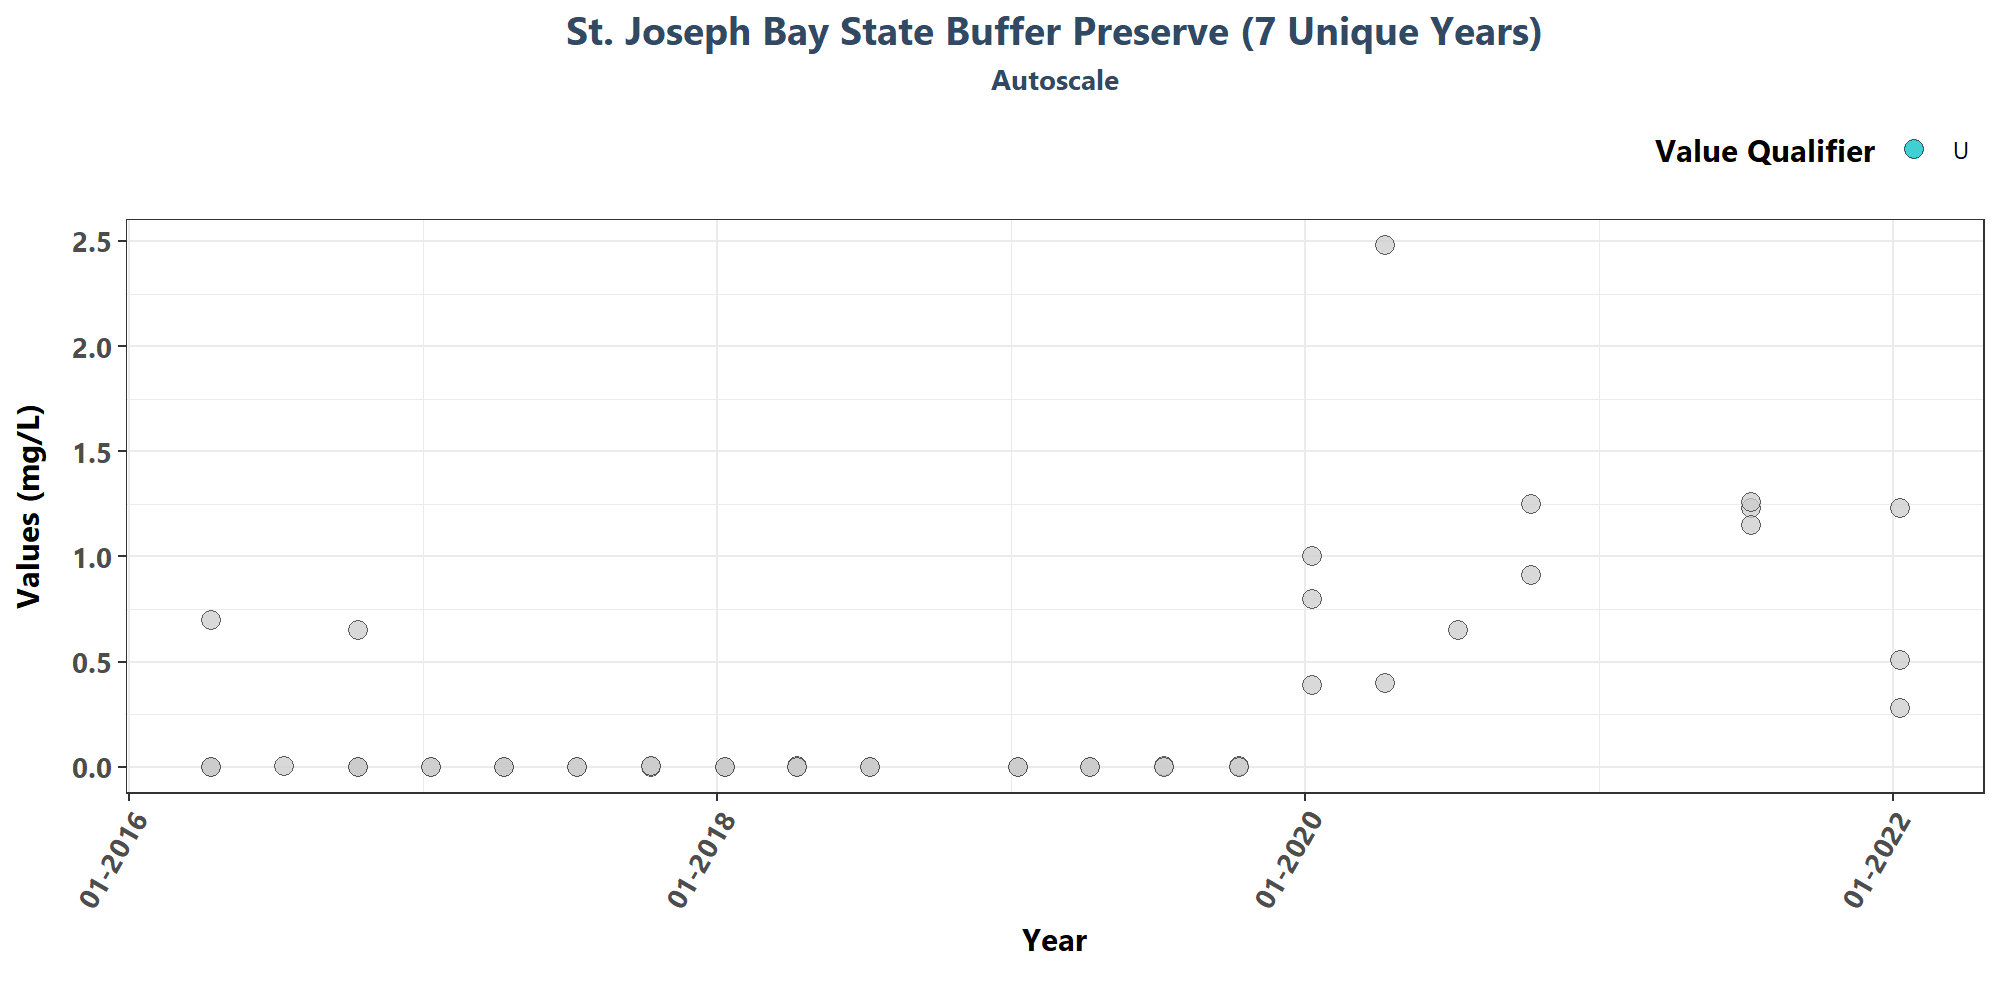 St. Joseph Bay State Buffer Preserve (7 Unique Years)
Autoscale
Value Qualifier U
2.5
2.0
1.5
1.0
0.5
0.0
Values (mg/L)
01-2016
01-2018
01-2020
01-2022
Year